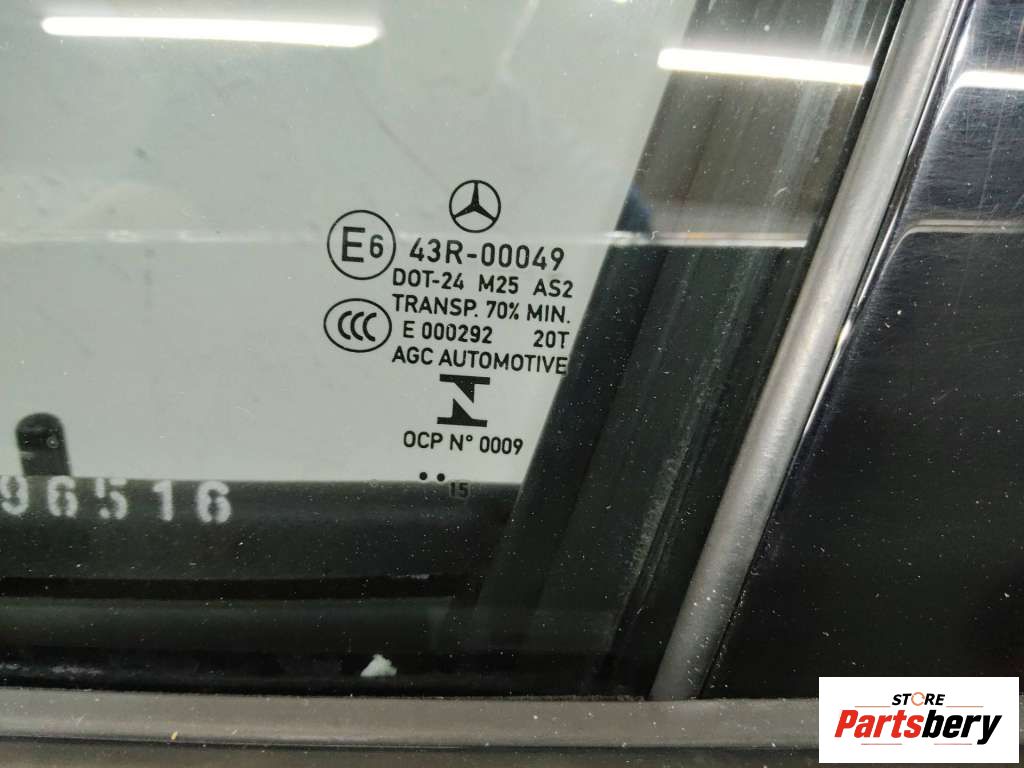 E6 43R-00049
DOT-24 M25 AS2
TRANSP. 70% MIN.
CCC E 000292 20T
AGC AUTOMOTIVE
N
OCP N° 0009
..15
96516
STORE
Partsbery